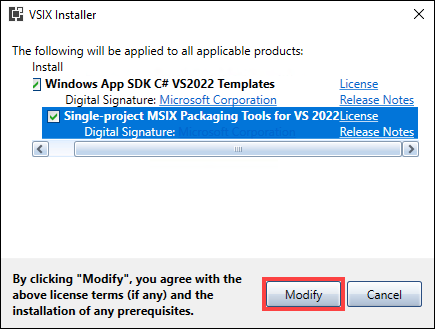 VSIX Installer
The following will be applied to all applicable products:
Install
Windows App SDK C# VS2022 Templates License
Digital Signature: Microsoft Corporation Release Notes
Single-project MSIX Packaging Tools for VS 2022 License
Digital Signature: Microsoft Corporation Release Notes
By clicking "Modify", you agree with the
above license terms (if any) and the
installation of any prerequisites.
Modify Cancel